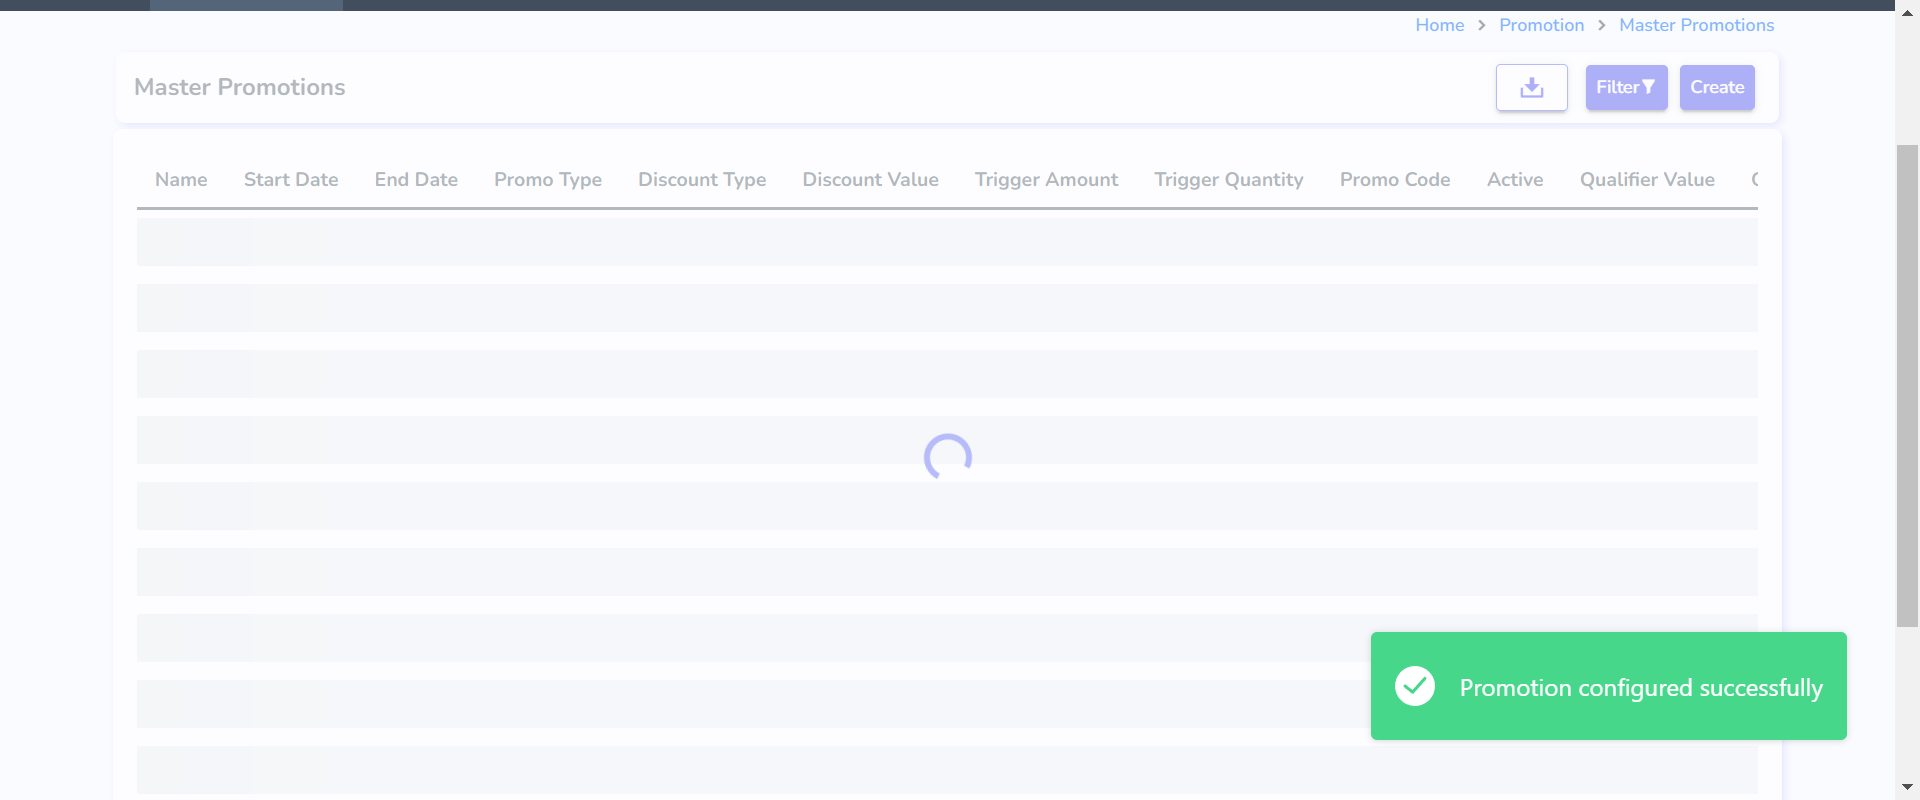 Home > Promotion > Master Promotions
Master Promotions
Filter
Create
Name Start Date End Date Promo Type Discount Type Discount Value Trigger Amount Trigger Quantity Promo Code Active Qualifier Value
Promotion configured successfully